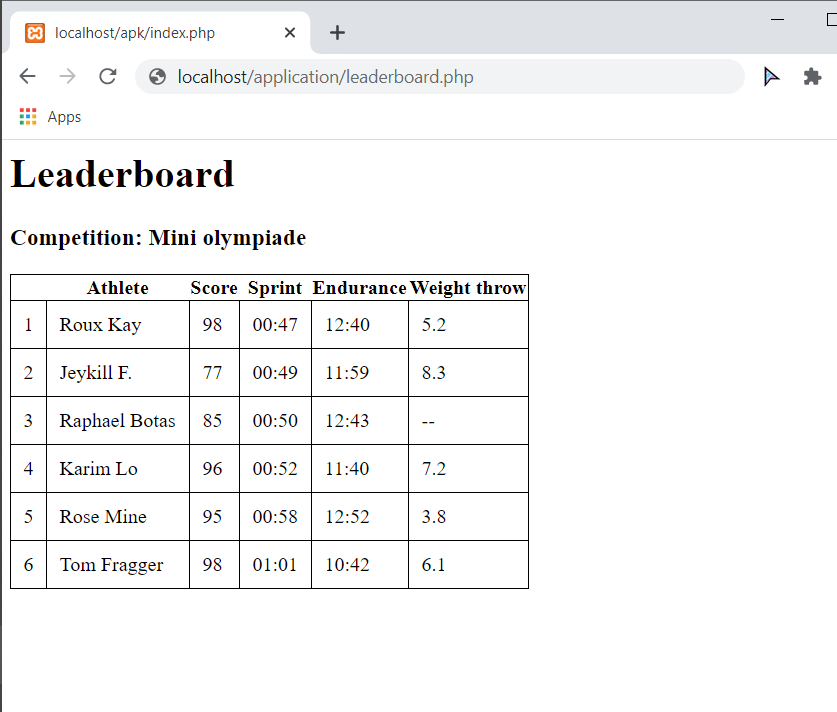 localhost/apk/index.php
localhost/application/leaderboard.php
Apps
Leaderboard
Competition: Mini olympiade
Athlete Score Sprint Endurance Weight throw
1 Roux Kay 98 00:47 12:40 5.2
2 Jeykill F. 77 00:49 11:59 8.3
3 Raphael Botas 85 00:50 12:43 --
4 Karim Lo 96 00:52 11:40 7.2
5 Rose Mine 95 00:58 12:52 3.8
6 Tom Fragger 98 01:01 10:42 6.1